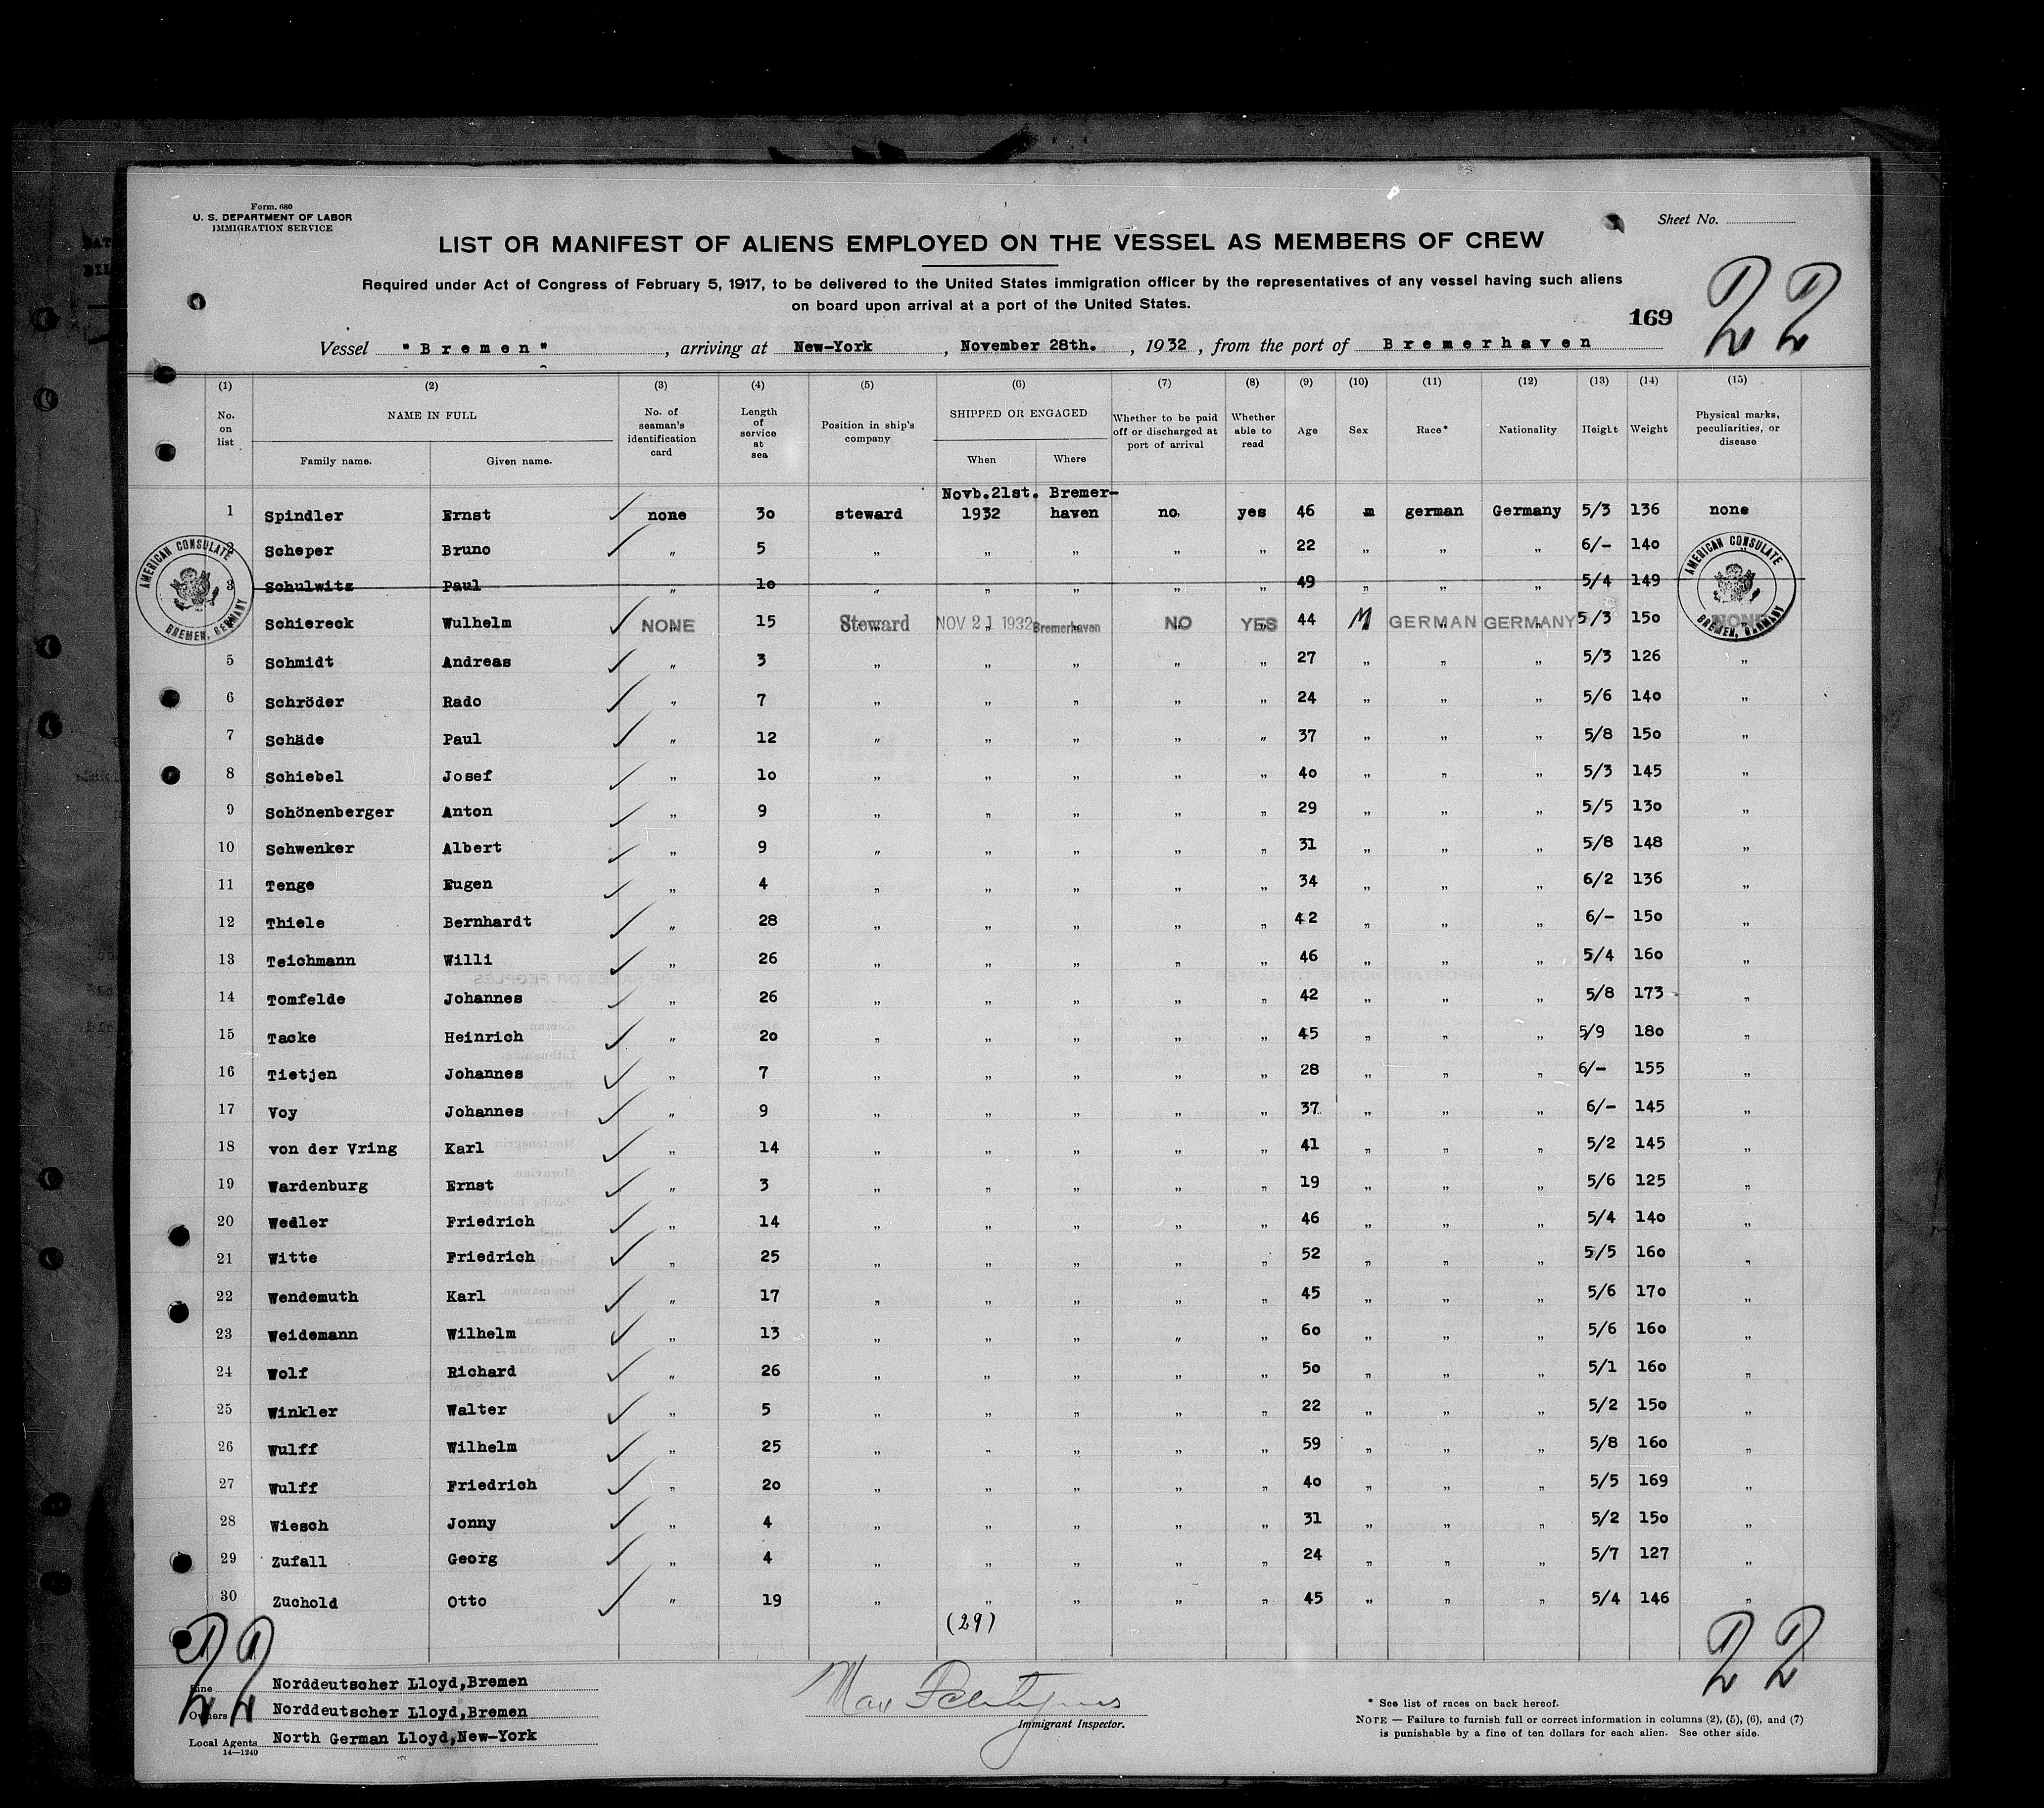 Form. 680
U. S. DEPARTMENT OF LABOR
IMMIGRATION SERVICE
Sheet No.
LIST OR MANIFEST OF ALIENS EMPLOYED ON THE VESSEL AS MEMBERS OF CREW
Required under Act of Congress of February 5, 1917, to be delivered to the United States immigration officer by the representatives of any vessel having such aliens
on board upon arrival at a port of the United States.
169 22
Vessel "Bremen", arriving at New-York, November 28th., 1932, from the port of Bremerhaven
(1) (2) (3) (4) (5) (6) (7) (8) (9) (10) (11) (12) (13) (14) (15)
No. on list
NAME IN FULL
Family name. Given name.
No. of seaman's identification card
Length of service at sea
Position in ship's company
SHIPPED OR ENGAGED
When Where
Whether to be paid off or discharged at port of arrival
Whether able to read
Age
Sex
Race*
Nationality
Height
Weight
Physical marks, peculiarities, or disease
Novb.21st. Bremer-
1 Spindler Ernst none 30 steward 1932 haven no yes 46 m german Germany 5/3 136 none
2 Scheper Bruno " 5 " " " " " 22 " " " 6/- 140
3 Schulwitz Paul " 10 " " " " " 49 " " " 5/4 149
Schiereck Wulhelm NONE 15 Steward NOV 21 1932 Bremerhaven NO YES 44 M GERMAN GERMANY 5/3 150 NONE
AMERICAN CONSULATE BREMEN, GERMANY
AMERICAN CONSULATE BREMEN, GERMANY
5 Schmidt Andreas " 3 " " " " " 27 " " " 5/3 126 "
6 Schröder Rado " 7 " " " " " 24 " " " 5/6 140 "
7 Schäde Paul " 12 " " " " " 37 " " " 5/8 150 "
8 Schiebel Josef " 10 " " " " " 40 " " " 5/3 145 "
9 Schönenberger Anton " 9 " " " " " 29 " " " 5/5 130 "
10 Schwenker Albert " 9 " " " " " 31 " " " 5/8 148 "
11 Tenge Eugen " 4 " " " " " 34 " " " 6/2 136 "
12 Thiele Bernhardt " 28 " " " " " 42 " " " 6/- 150 "
13 Teichmann Willi " 26 " " " " " 46 " " " 5/4 160 "
14 Tomfelde Johannes " 26 " " " " " 42 " " " 5/8 173 "
15 Tacke Heinrich " 20 " " " " " 45 " " " 5/9 180 "
16 Tietjen Johannes " 7 " " " " " 28 " " " 6/- 155 "
17 Voy Johannes " 9 " " " " " 37 " " " 6/- 145 "
18 von der Vring Karl " 14 " " " " " 41 " " " 5/2 145 "
19 Wardenburg Ernst " 3 " " " " " 19 " " " 5/6 125 "
20 Wedler Friedrich " 14 " " " " " 46 " " " 5/4 140 "
21 Witte Friedrich " 25 " " " " " 52 " " " 5/5 160 "
22 Wendemuth Karl " 17 " " " " " 45 " " " 5/6 170 "
23 Weidemann Wilhelm " 13 " " " " " 60 " " " 5/6 160 "
24 Wolf Richard " 26 " " " " " 50 " " " 5/1 160 "
25 Winkler Walter " 5 " " " " " 22 " " " 5/2 150 "
26 Wulff Wilhelm " 25 " " " " " 59 " " " 5/8 160 "
27 Wulff Friedrich " 20 " " " " " 40 " " " 5/5 169 "
28 Wiesch Jonny " 4 " " " " " 31 " " " 5/2 150 "
29 Zufall Georg " 4 " " " " " 24 " " " 5/7 127 "
30 Zuchold Otto " 19 " " " " " 45 " " " 5/4 146 "
(29)
22 22
Line Norddeutscher Lloyd,Bremen
Owners Norddeutscher Lloyd,Bremen
Local Agents North German Lloyd,New-York
14—1240
Max
Immigrant Inspector.
* See list of races on back hereof.
NOTE — Failure to furnish full or correct information in columns (2), (5), (6), and (7)
is punishable by a fine of ten dollars for each alien. See other side.